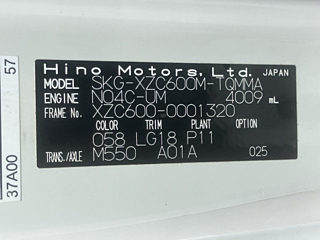 Hino Motors, Ltd. JAPAN
MODEL SKG-XZC600M-TQMMA
ENGINE N04C-UM 4009 mL
FRAME No. XZC600-0001320
COLOR TRIM PLANT
058 LG18 P11
TRANS./AXLE M550 A01A 025
57
37A00